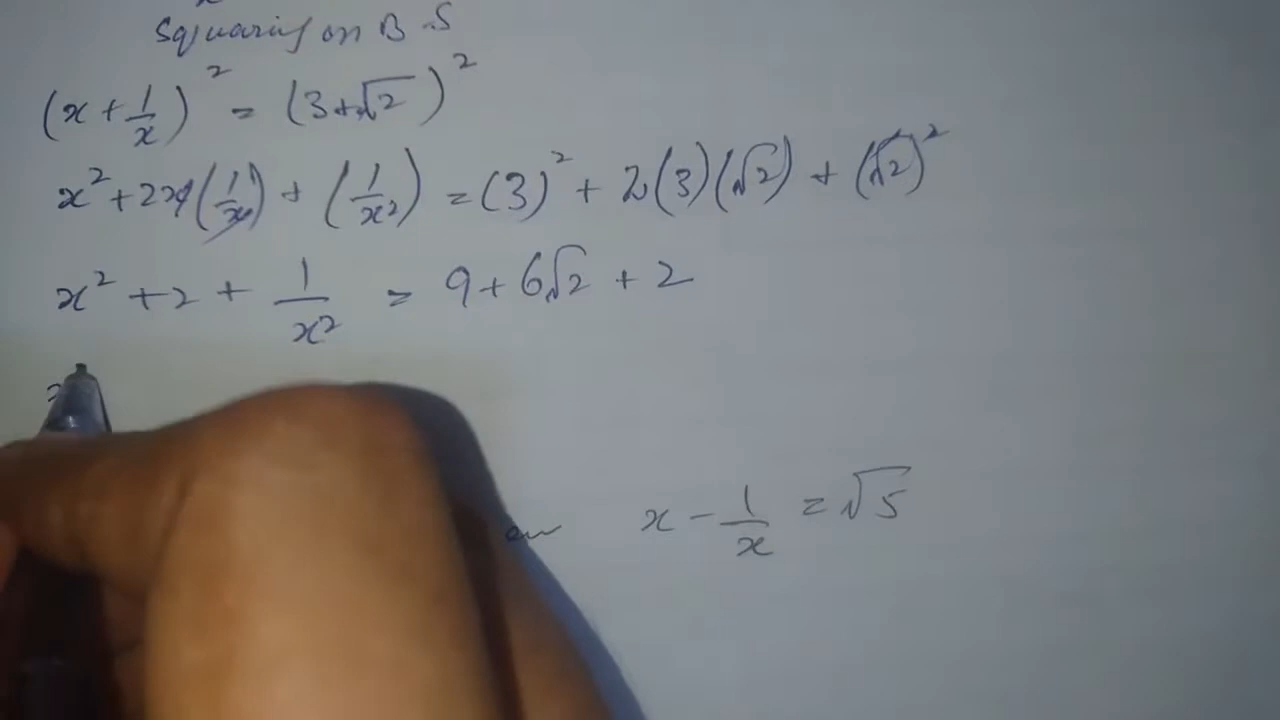 Squaring on B.S
(x + 1/x)² = (3+√2)²
x² + 2x(1/x) + (1/x²) = (3)² + 2(3)(√2) + (√2)²
x² + 2 + 1/x² = 9 + 6√2 + 2
x - 1/x = √5